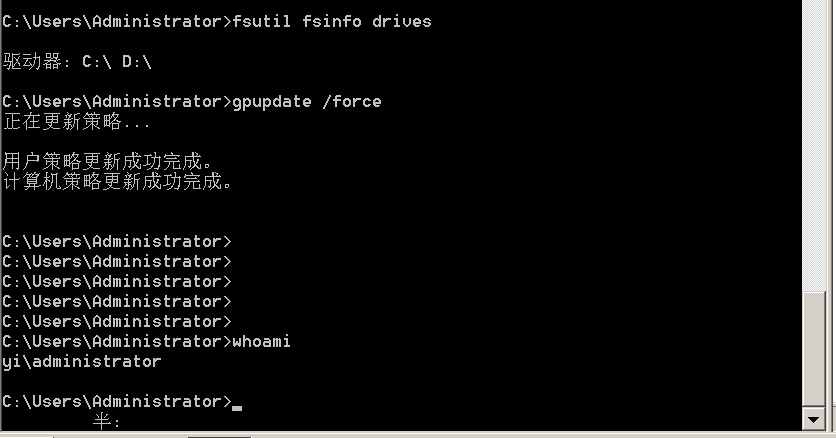 C:\Users\Administrator>fsutil fsinfo drives
驱动器: C:\ D:\
C:\Users\Administrator>gpupdate /force
正在更新策略...
用户策略更新成功完成。
计算机策略更新成功完成。
C:\Users\Administrator>
C:\Users\Administrator>
C:\Users\Administrator>
C:\Users\Administrator>
C:\Users\Administrator>
C:\Users\Administrator>whoami
yi\administrator
C:\Users\Administrator>_
半: